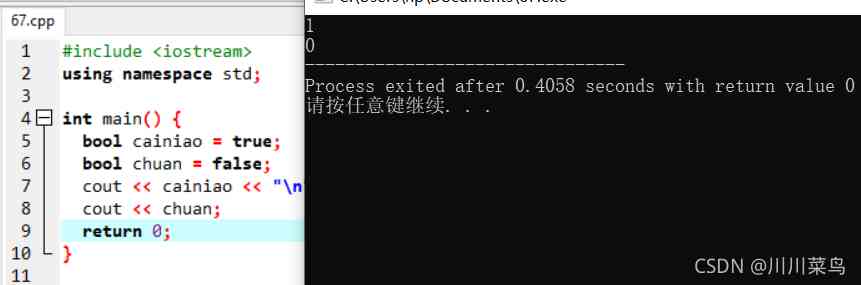 67.cpp
1 #include <iostream>
2 using namespace std;
3
4 int main() {
5 bool cainiao = true;
6 bool chuan = false;
7 cout << cainiao << "\n
8 cout << chuan;
9 return 0;
10 }
11
1
0
--------------------------------
Process exited after 0.4058 seconds with return value 0
请按任意键继续. . .
CSDN @川川菜鸟